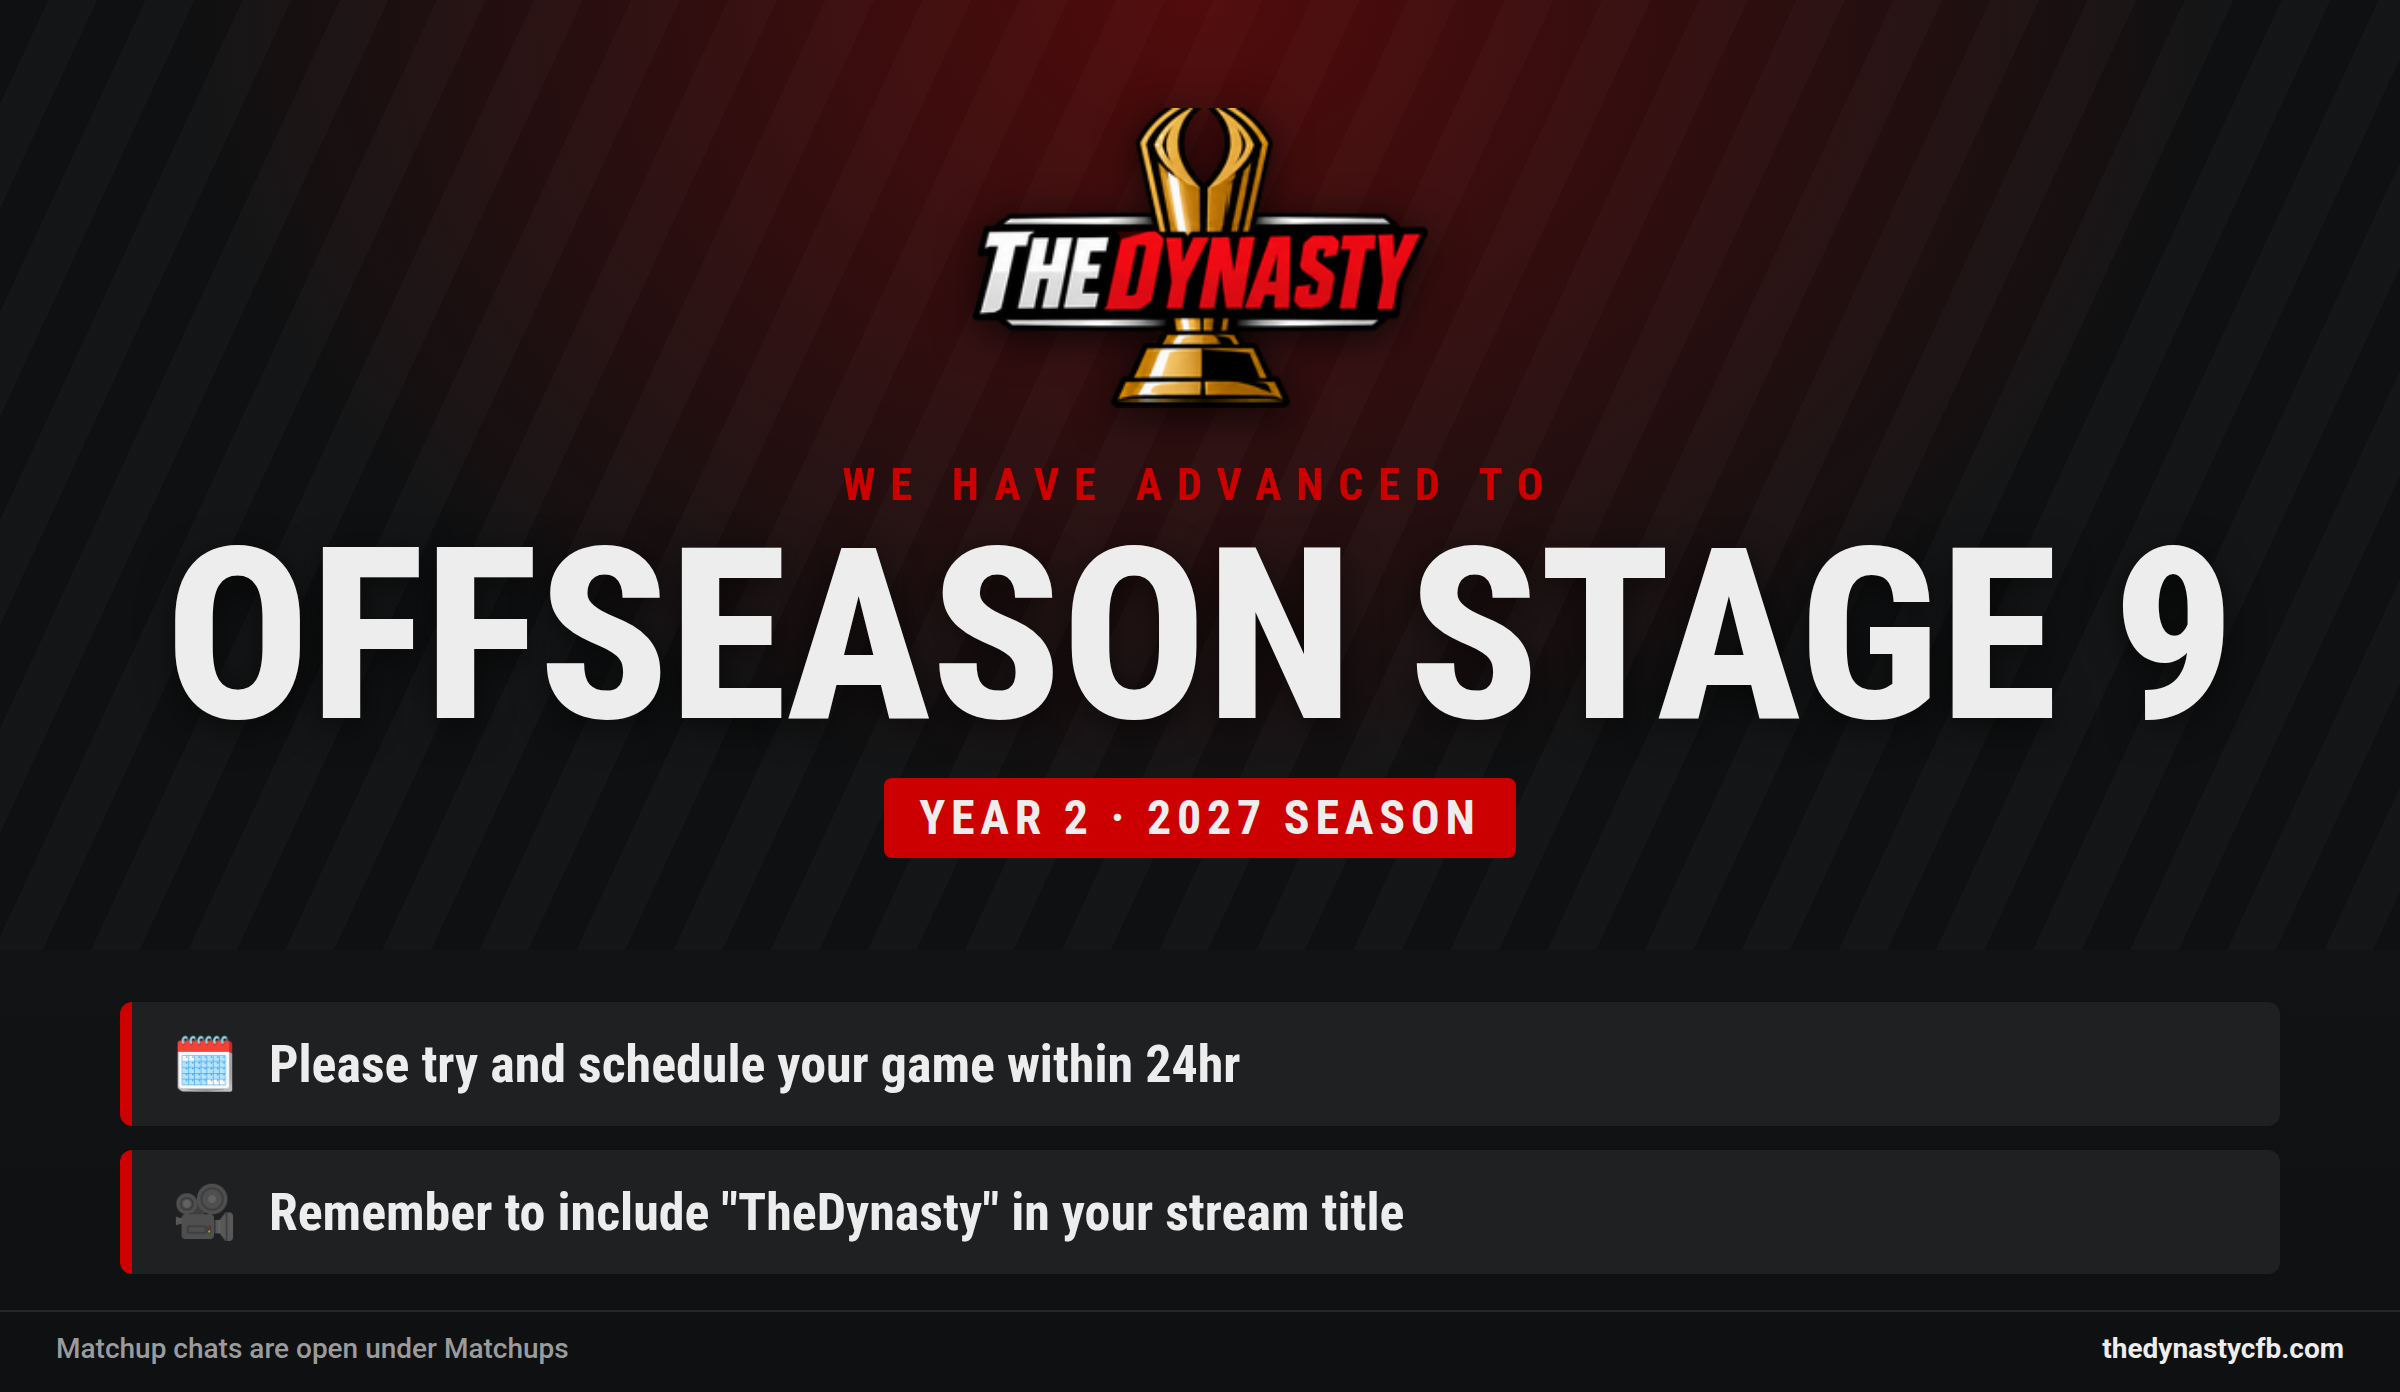 THEDYNASTY
WE HAVE ADVANCED TO
OFFSEASON STAGE 9
YEAR 2 · 2027 SEASON
Please try and schedule your game within 24hr
Remember to include "TheDynasty" in your stream title
Matchup chats are open under Matchups
thedynastycfb.com